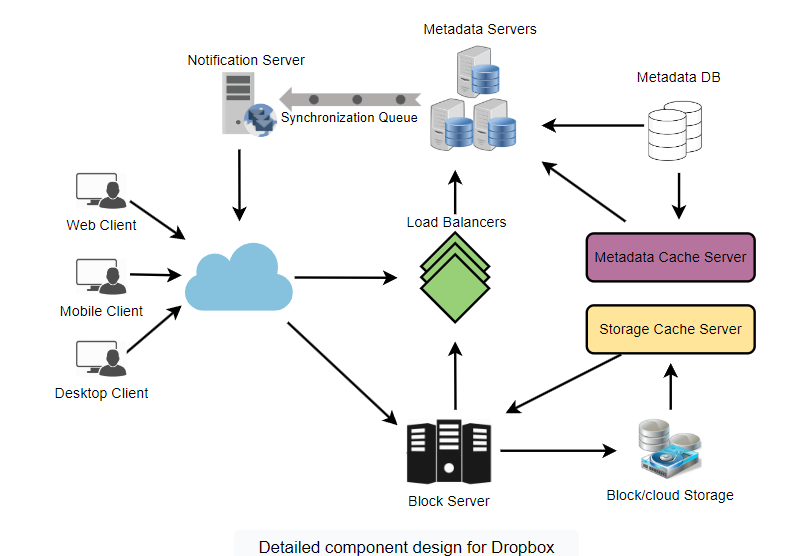 Metadata Servers
Notification Server
Metadata DB
Synchronization Queue
Web Client
Load Balancers
Metadata Cache Server
Mobile Client
Storage Cache Server
Desktop Client
Block Server
Block/cloud Storage
Detailed component design for Dropbox